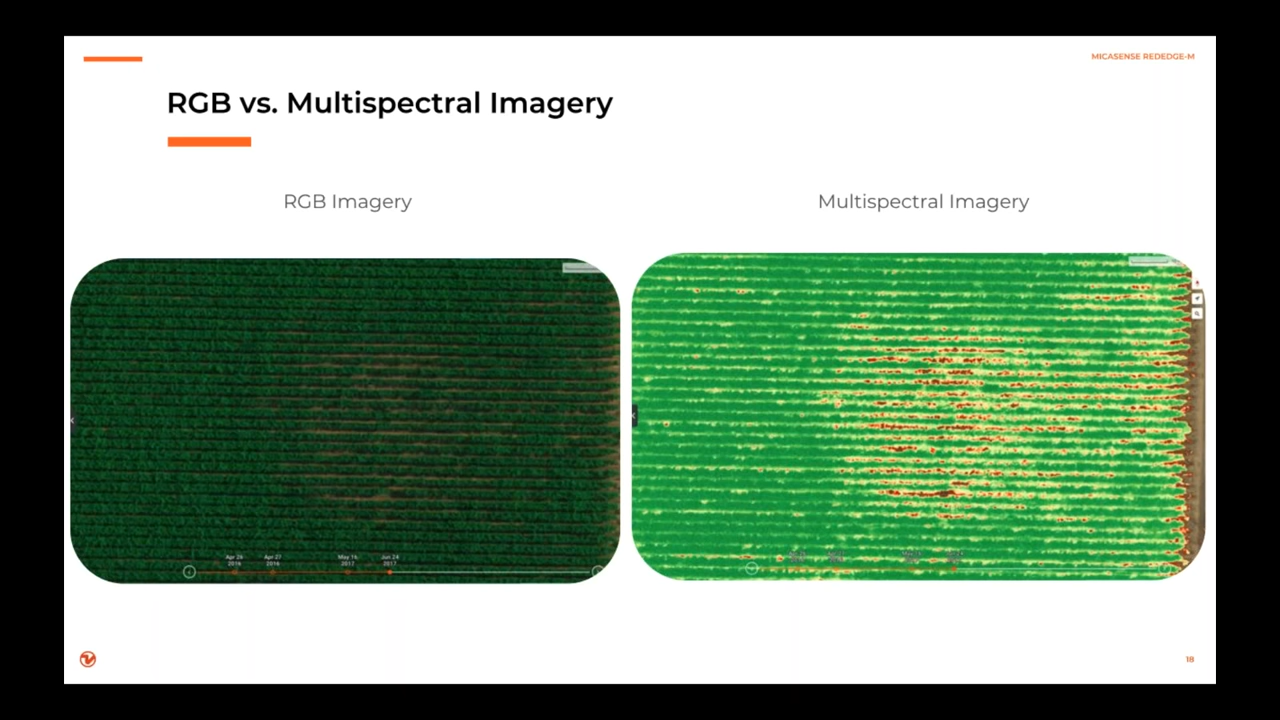 MICASENSE REDEDGE-M
RGB vs. Multispectral Imagery
RGB Imagery
Multispectral Imagery
Apr 26
2016
Apr 27
2016
May 16
2017
Jun 24
2017
18